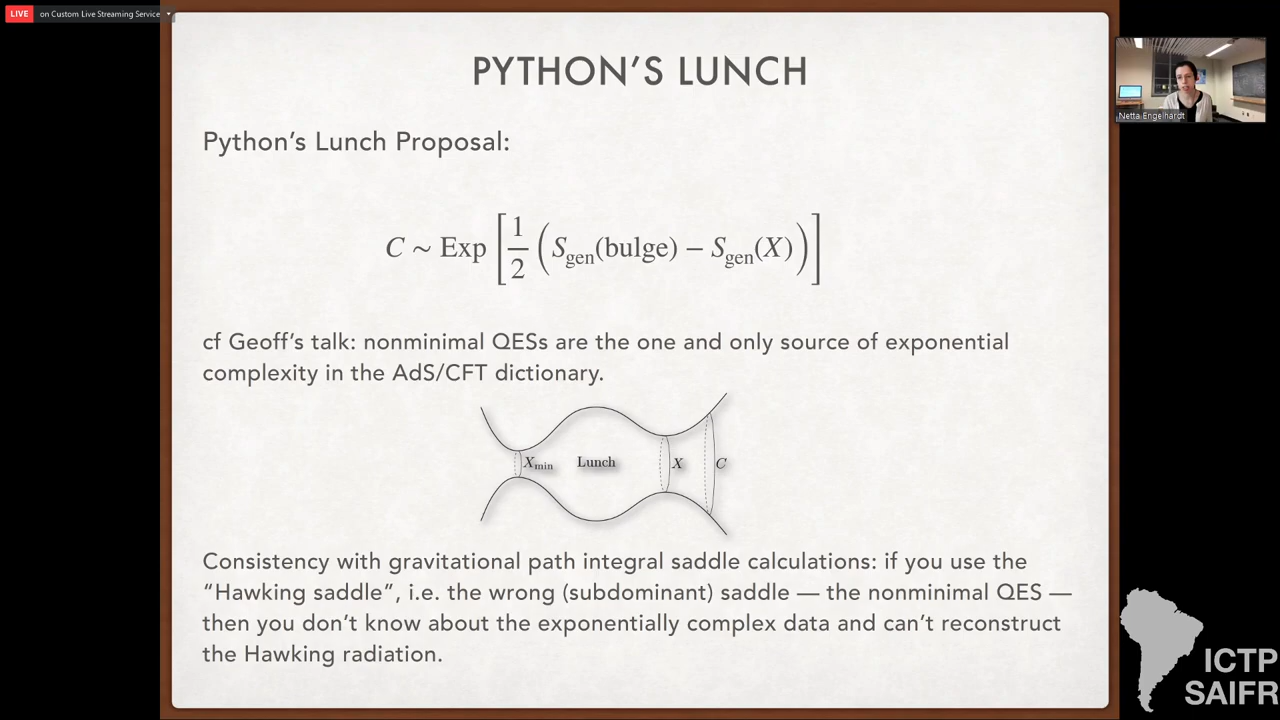 LIVE on Custom Live Streaming Service
PYTHON'S LUNCH
Netta Engelhardt
Python's Lunch Proposal:
C ~ Exp [ 1/2 ( S_gen(bulge) − S_gen(X) ) ]
cf Geoff's talk: nonminimal QESs are the one and only source of exponential
complexity in the AdS/CFT dictionary.
X_min Lunch X C
Consistency with gravitational path integral saddle calculations: if you use the
“Hawking saddle”, i.e. the wrong (subdominant) saddle — the nonminimal QES —
then you don't know about the exponentially complex data and can't reconstruct
the Hawking radiation.
ICTP
SAIFR